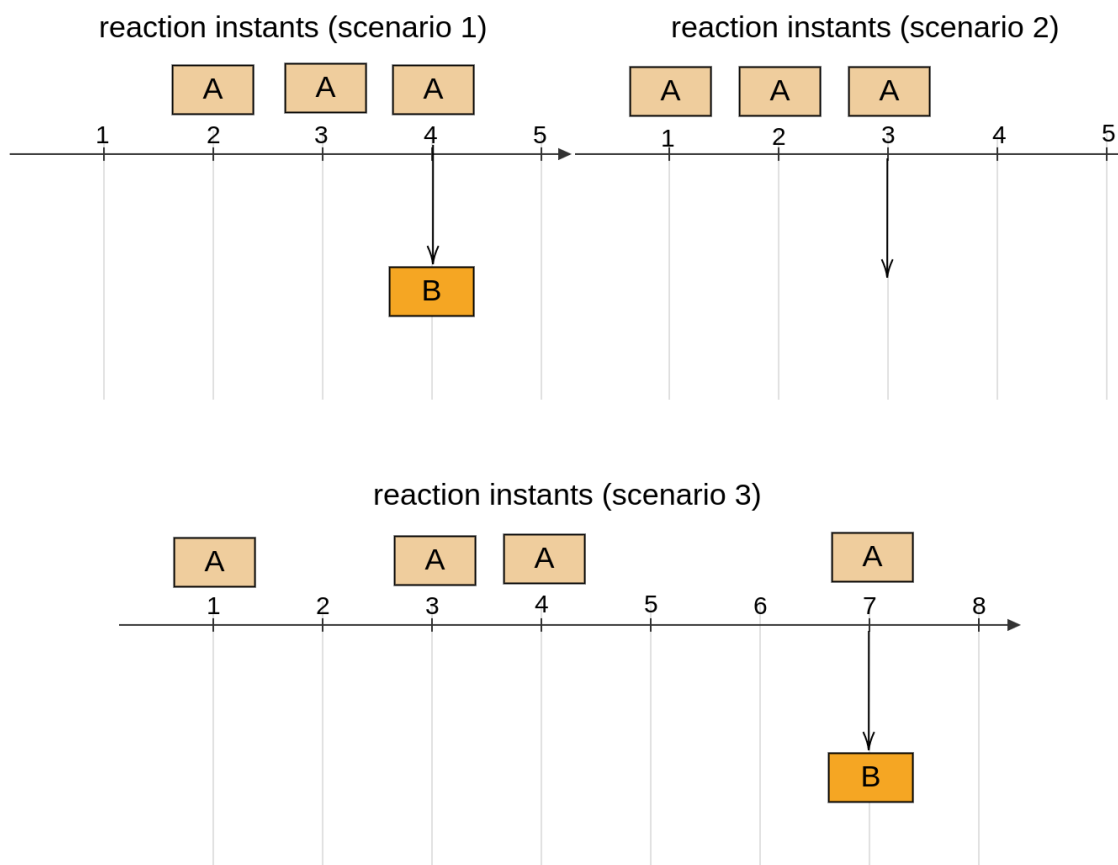 reaction instants (scenario 1)
A A A
1 2 3 4 5
B
reaction instants (scenario 2)
A A A
1 2 3 4 5
reaction instants (scenario 3)
A A A A
1 2 3 4 5 6 7 8
B